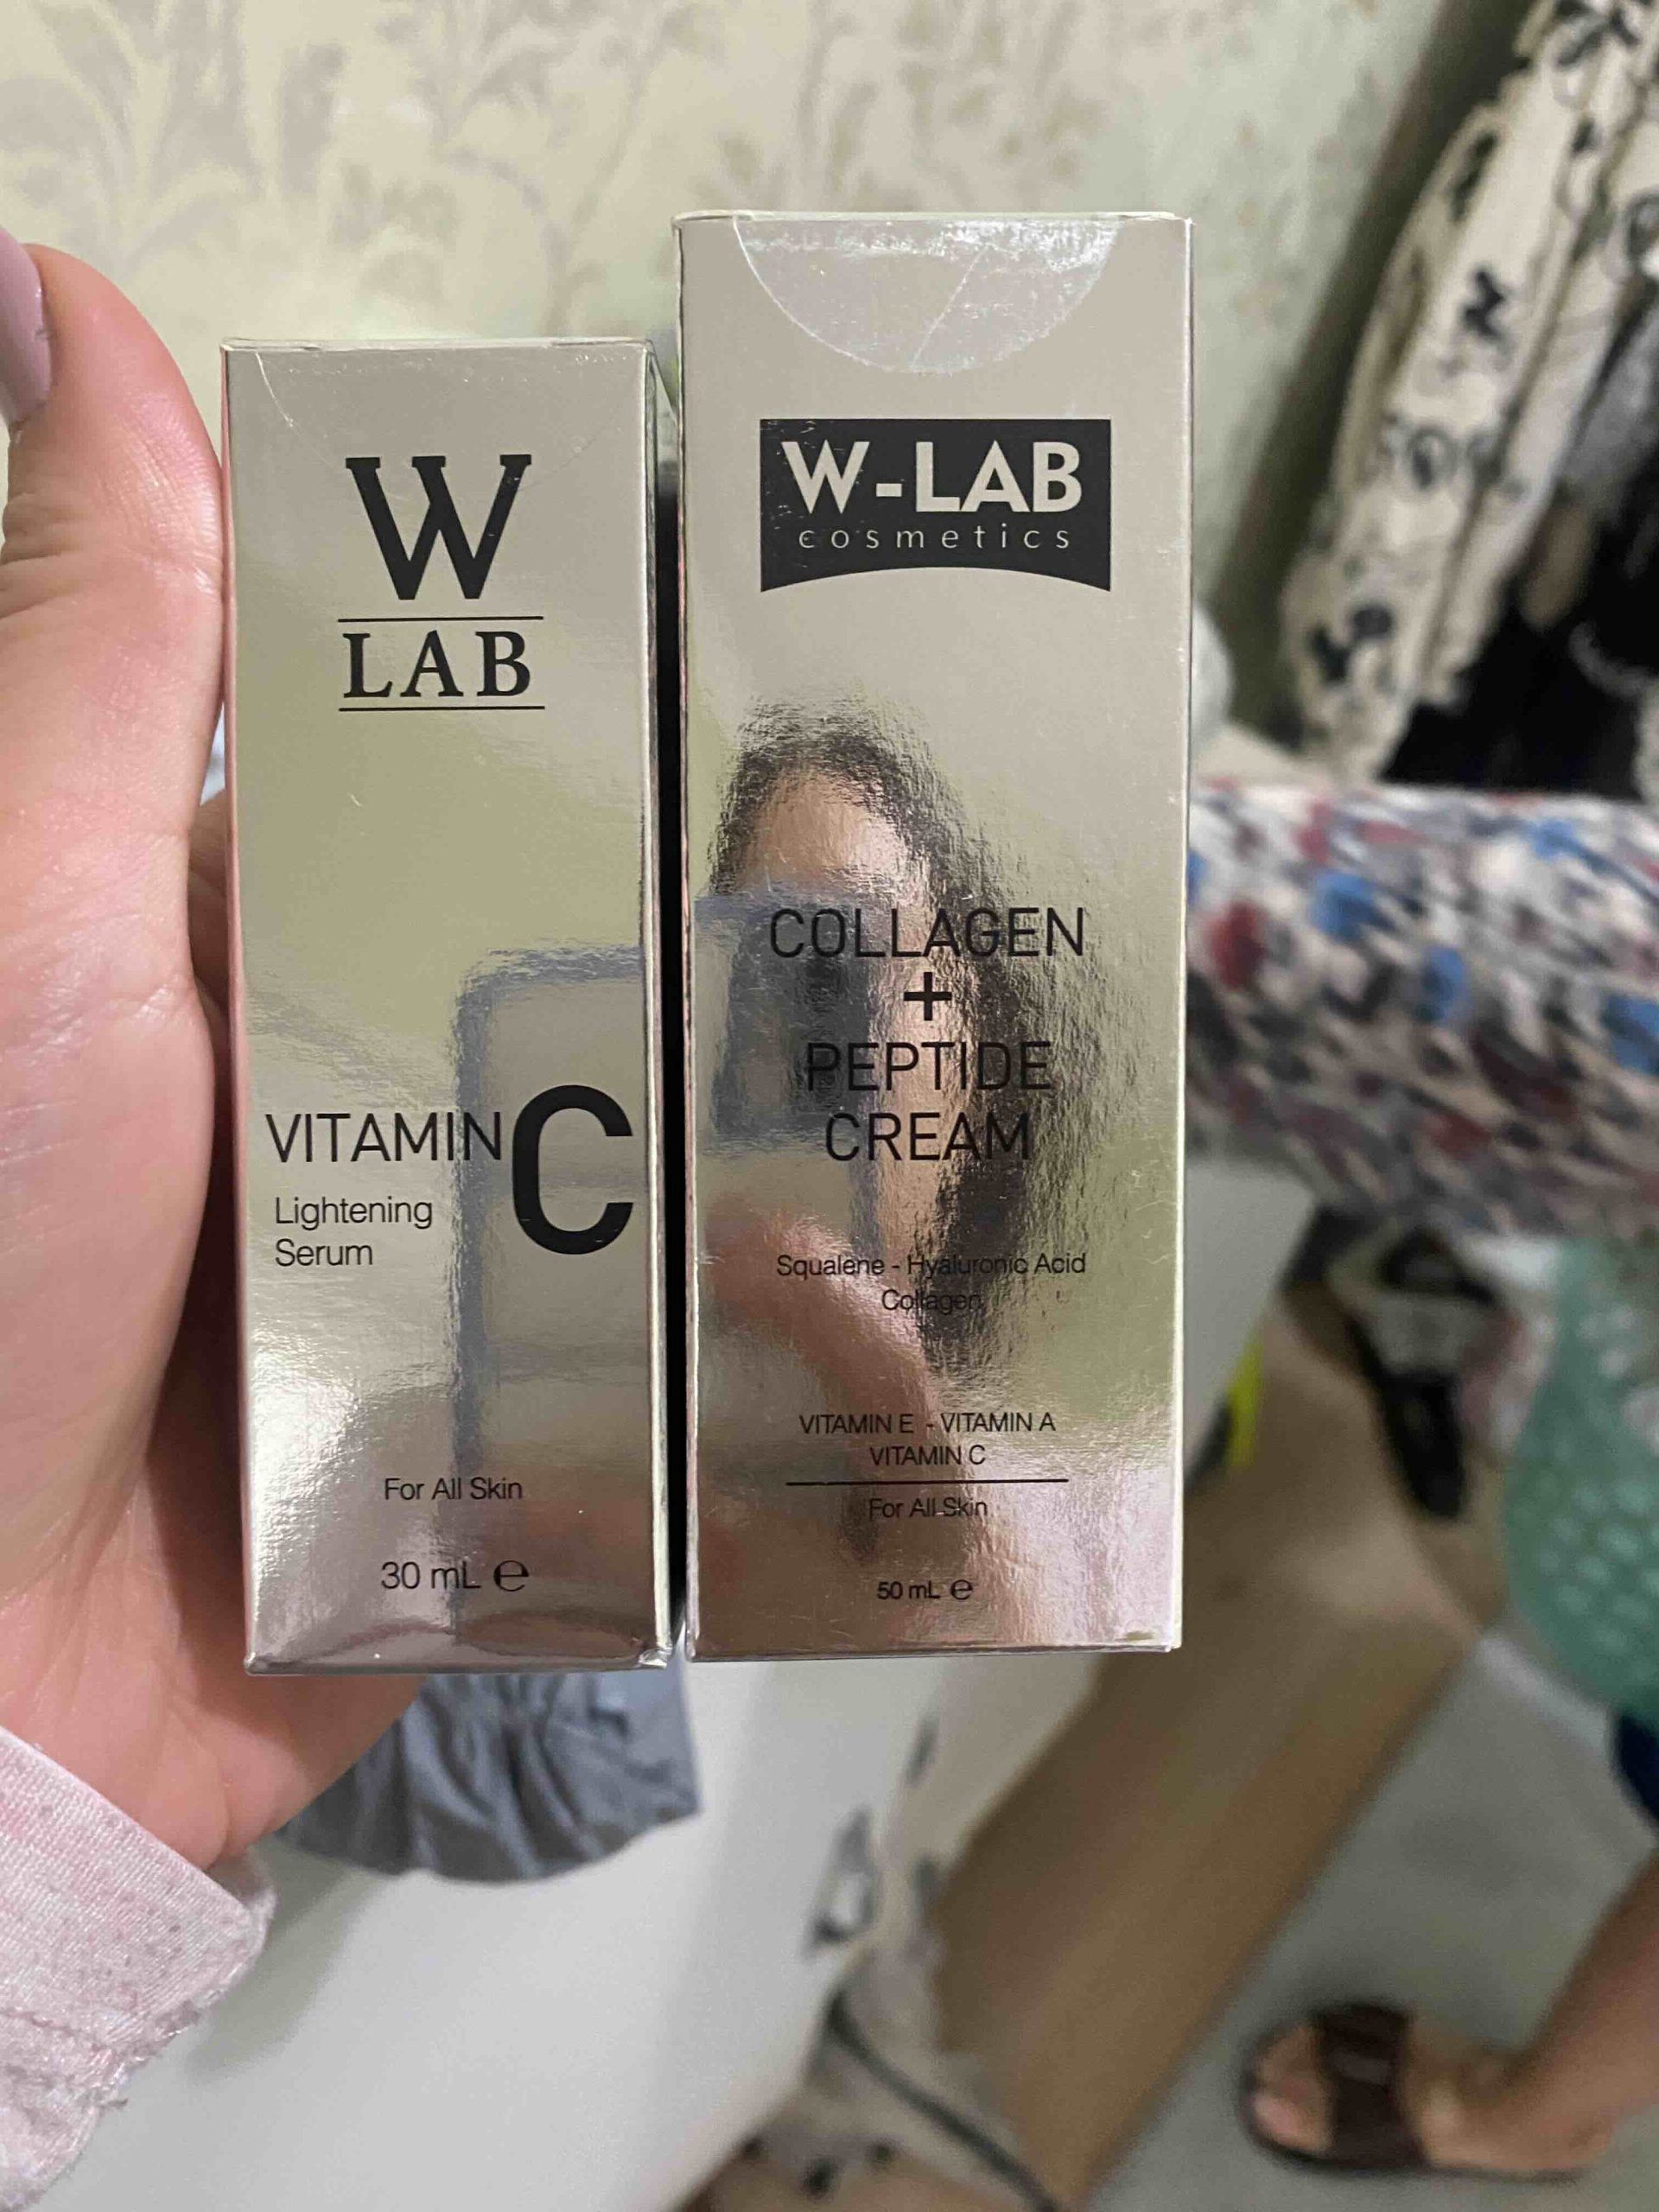 W
LAB
VITAMIN C
Lightening
Serum
For All Skin
30 mL ℮
W-LAB
cosmetics
COLLAGEN
+
PEPTIDE
CREAM
Squalene - Hyaluronic Acid
Collagen
VITAMIN E - VITAMIN A
VITAMIN C
For All Skin
50 mL ℮